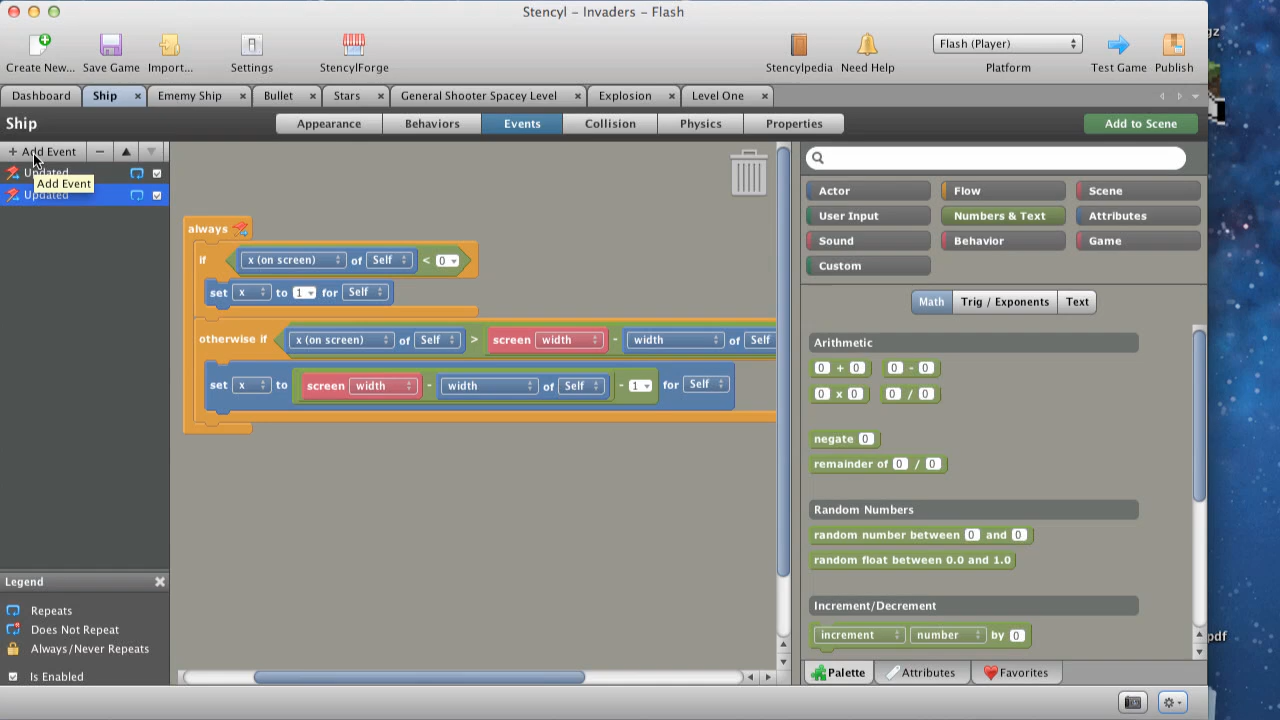 Stencyl – Invaders – Flash
gz
Create New... Save Game Import... Settings StencylForge Stencylpedia Need Help Flash (Player) Platform Test Game Publish
Dashboard Ship × Ememy Ship × Bullet × Stars × General Shooter Spacey Level × Explosion × Level One ×
Ship Appearance Behaviors Events Collision Physics Properties Add to Scene
+ Add Event −
Updated
Add Event
Updated
always
if x (on screen) of Self < 0
set x to 1 for Self
otherwise if x (on screen) of Self > screen width - width of Self
set x to screen width - width of Self - 1 for Self
Legend ×
Repeats
Does Not Repeat
Always/Never Repeats
Is Enabled
Actor Flow Scene
User Input Numbers & Text Attributes
Sound Behavior Game
Custom
Math Trig / Exponents Text
Arithmetic
0 + 0 0 - 0
0 x 0 0 / 0
negate 0
remainder of 0 / 0
Random Numbers
random number between 0 and 0
random float between 0.0 and 1.0
Increment/Decrement
increment number by 0
pdf
Palette Attributes Favorites